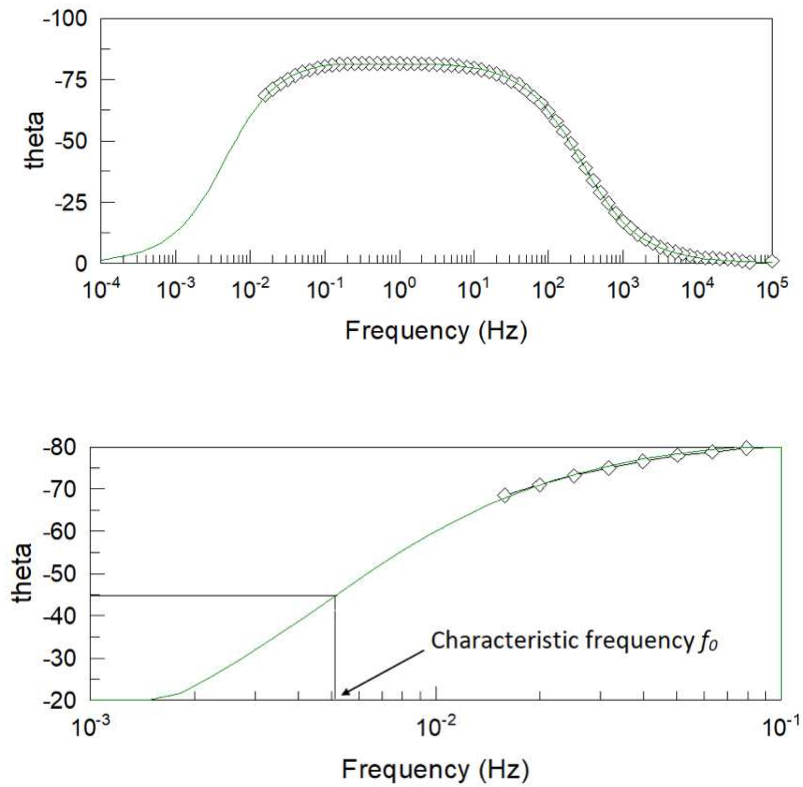 -100
-75
-50
-25
0
theta
10⁻⁴ 10⁻³ 10⁻² 10⁻¹ 10⁰ 10¹ 10² 10³ 10⁴ 10⁵
Frequency (Hz)
-80
-70
-60
-50
-40
-30
-20
theta
Characteristic frequency f₀
10⁻³ 10⁻² 10⁻¹
Frequency (Hz)